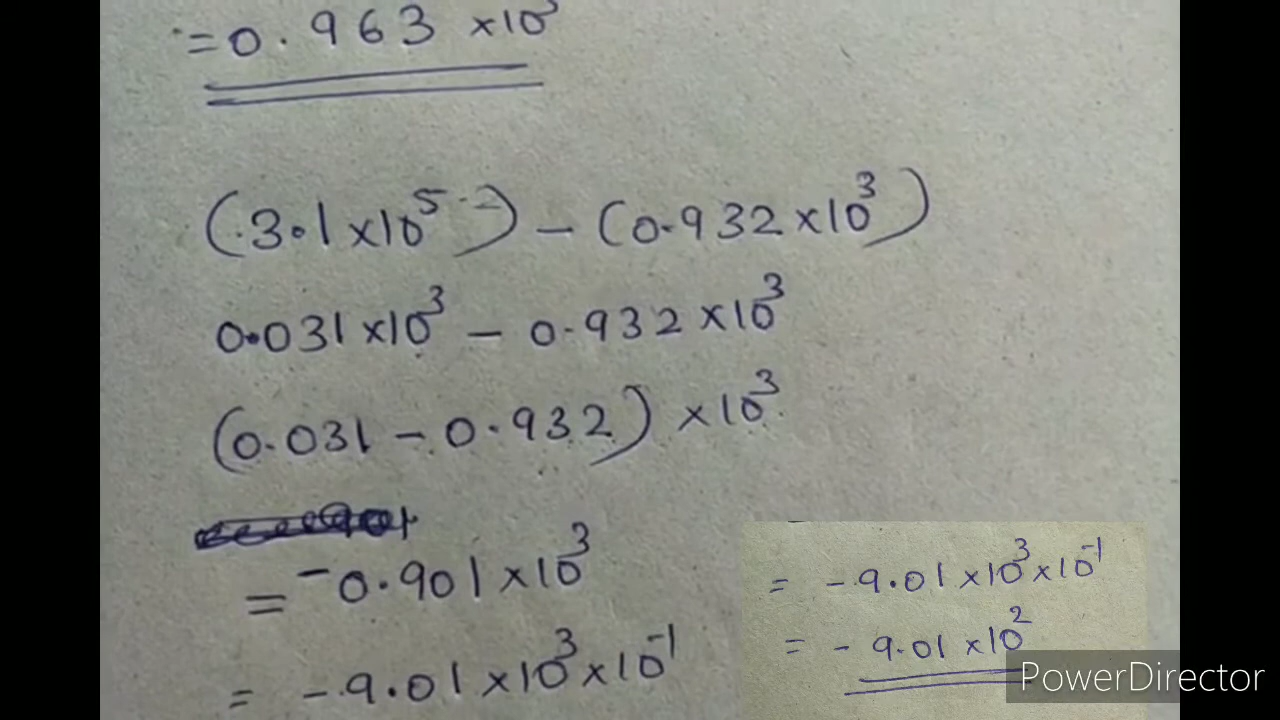 = 0.963 ×10³
(3.1×10⁵) – (0.932×10³)
0.031×10³ – 0.932×10³
(0.031 – 0.932) ×10³
= -0.901×10³
= -9.01×10³×10⁻¹
= -9.01×10³×10⁻¹
= -9.01×10²
PowerDirector